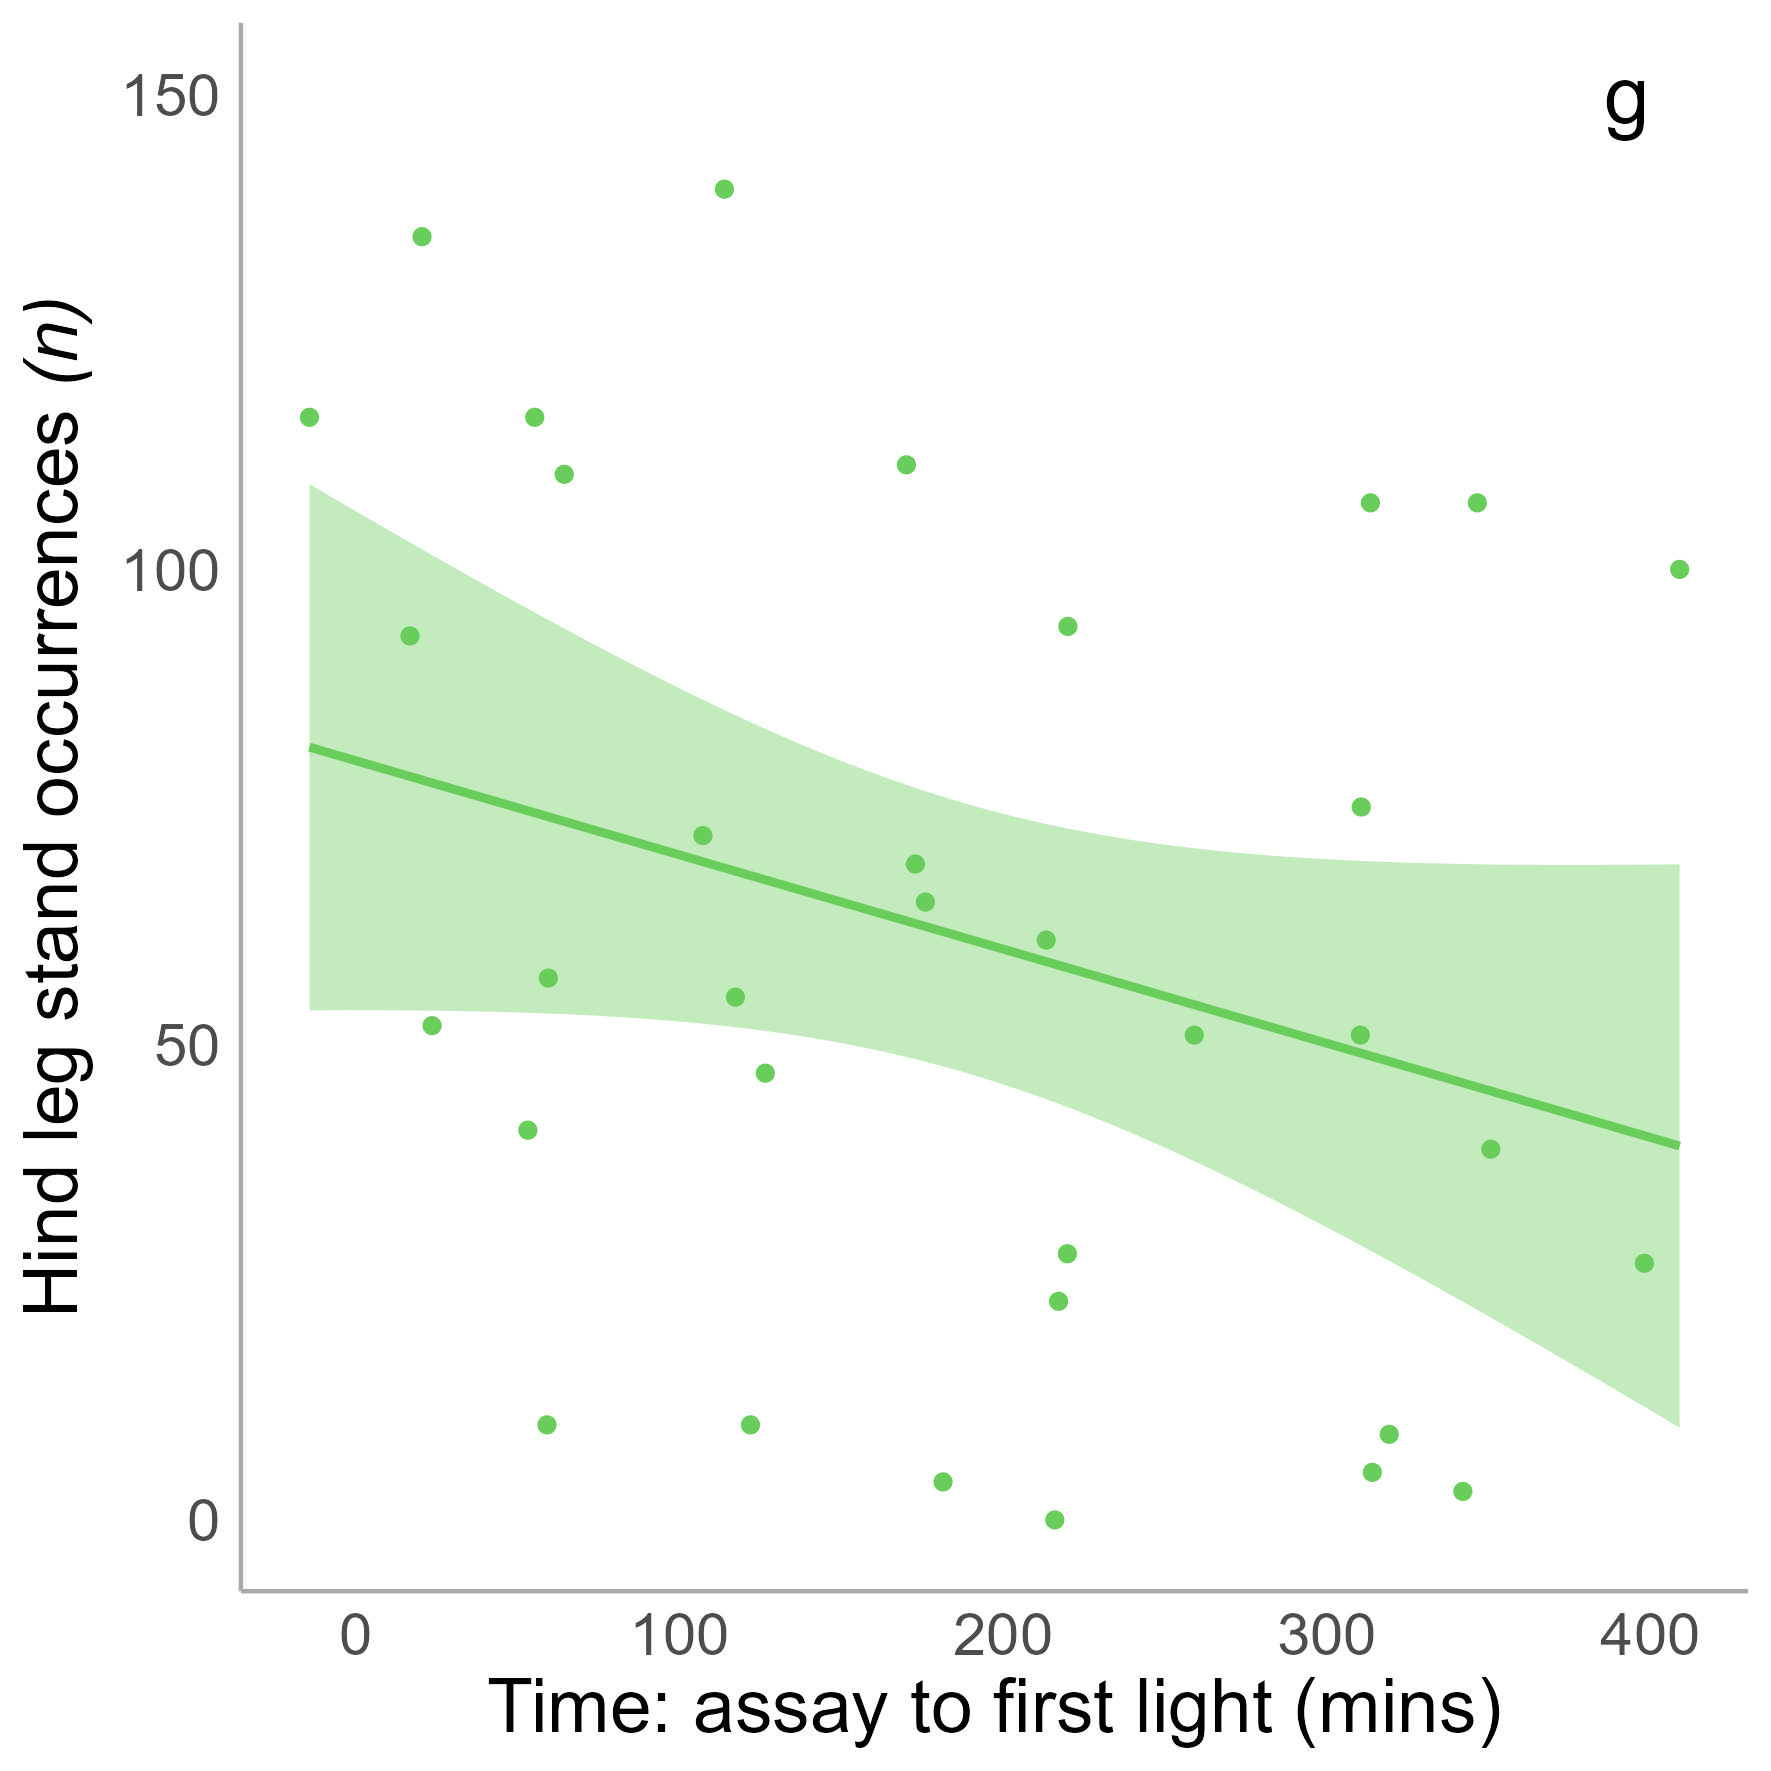 g
150
100
50
0
Hind leg stand occurrences (n)
0 100 200 300 400
Time: assay to first light (mins)